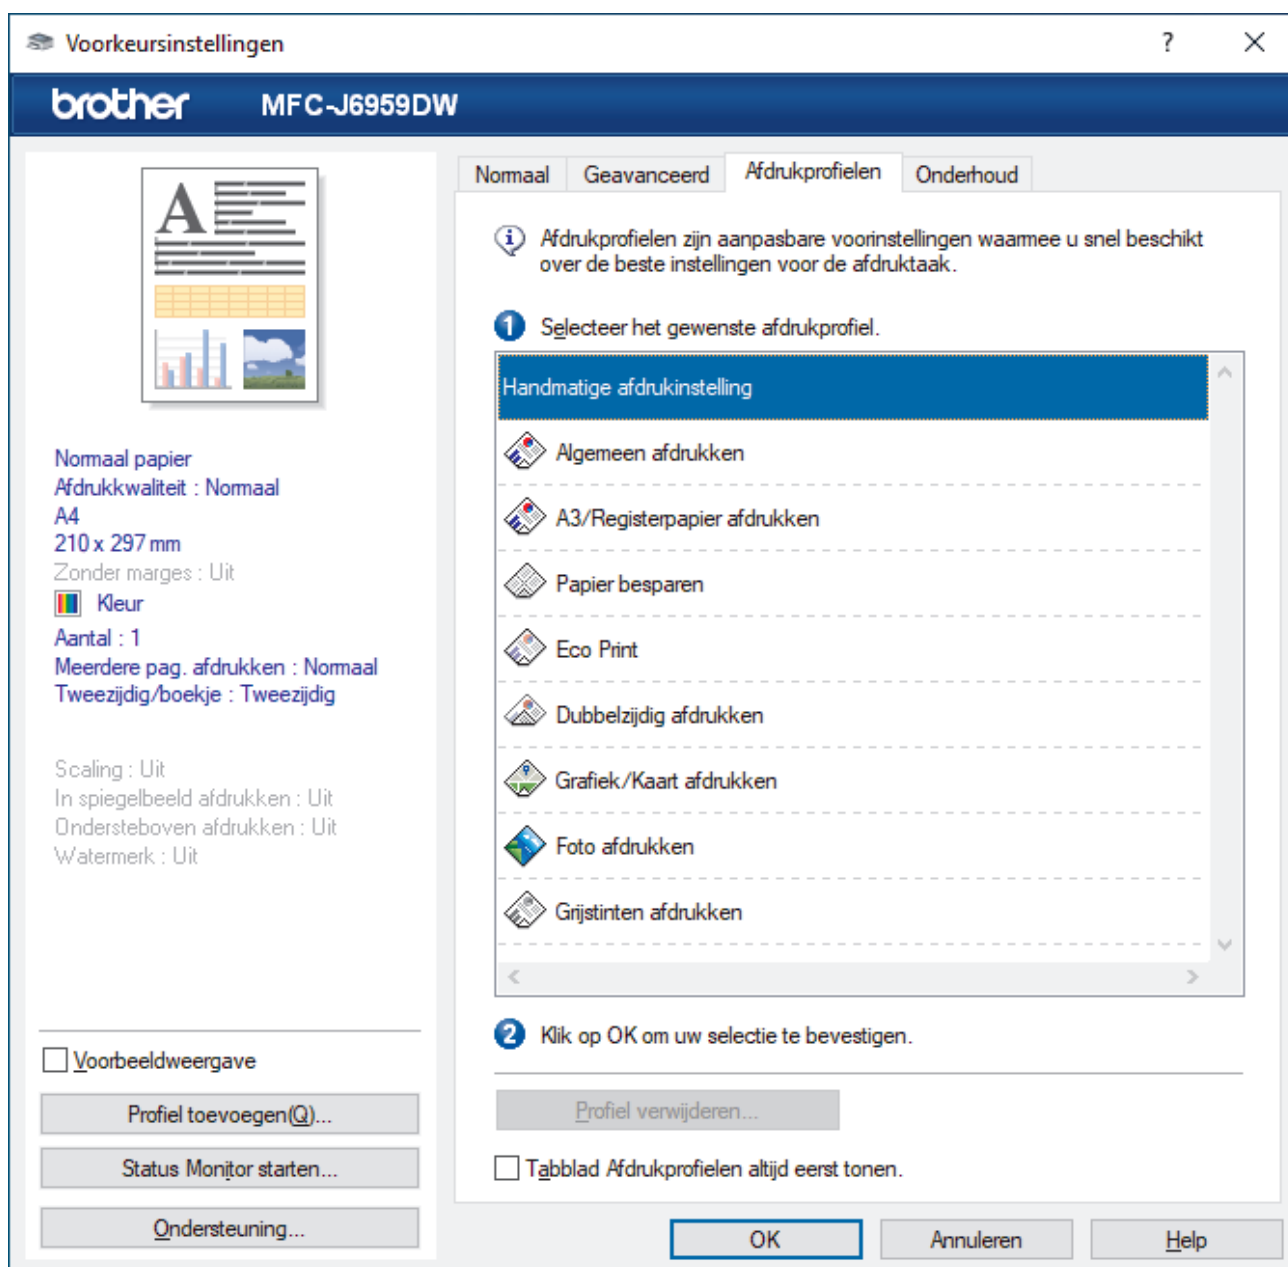 Voorkeursinstellingen
?
brother MFC-J6959DW
A
Normaal papier
Afdrukkwaliteit : Normaal
A4
210 x 297 mm
Zonder marges : Uit
Kleur
Aantal : 1
Meerdere pag. afdrukken : Normaal
Tweezijdig/boekje : Tweezijdig
Scaling : Uit
In spiegelbeeld afdrukken : Uit
Ondersteboven afdrukken : Uit
Watermerk : Uit
Voorbeeldweergave
Profiel toevoegen(Q)...
Status Monitor starten...
Ondersteuning...
Normaal Geavanceerd Afdrukprofielen Onderhoud
Afdrukprofielen zijn aanpasbare voorinstellingen waarmee u snel beschikt
over de beste instellingen voor de afdruktaak.
1 Selecteer het gewenste afdrukprofiel.
Handmatige afdrukinstelling
Algemeen afdrukken
A3/Registerpapier afdrukken
Papier besparen
Eco Print
Dubbelzijdig afdrukken
Grafiek/Kaart afdrukken
Foto afdrukken
Grijstinten afdrukken
2 Klik op OK om uw selectie te bevestigen.
Profiel verwijderen...
Tabblad Afdrukprofielen altijd eerst tonen.
OK Annuleren Help